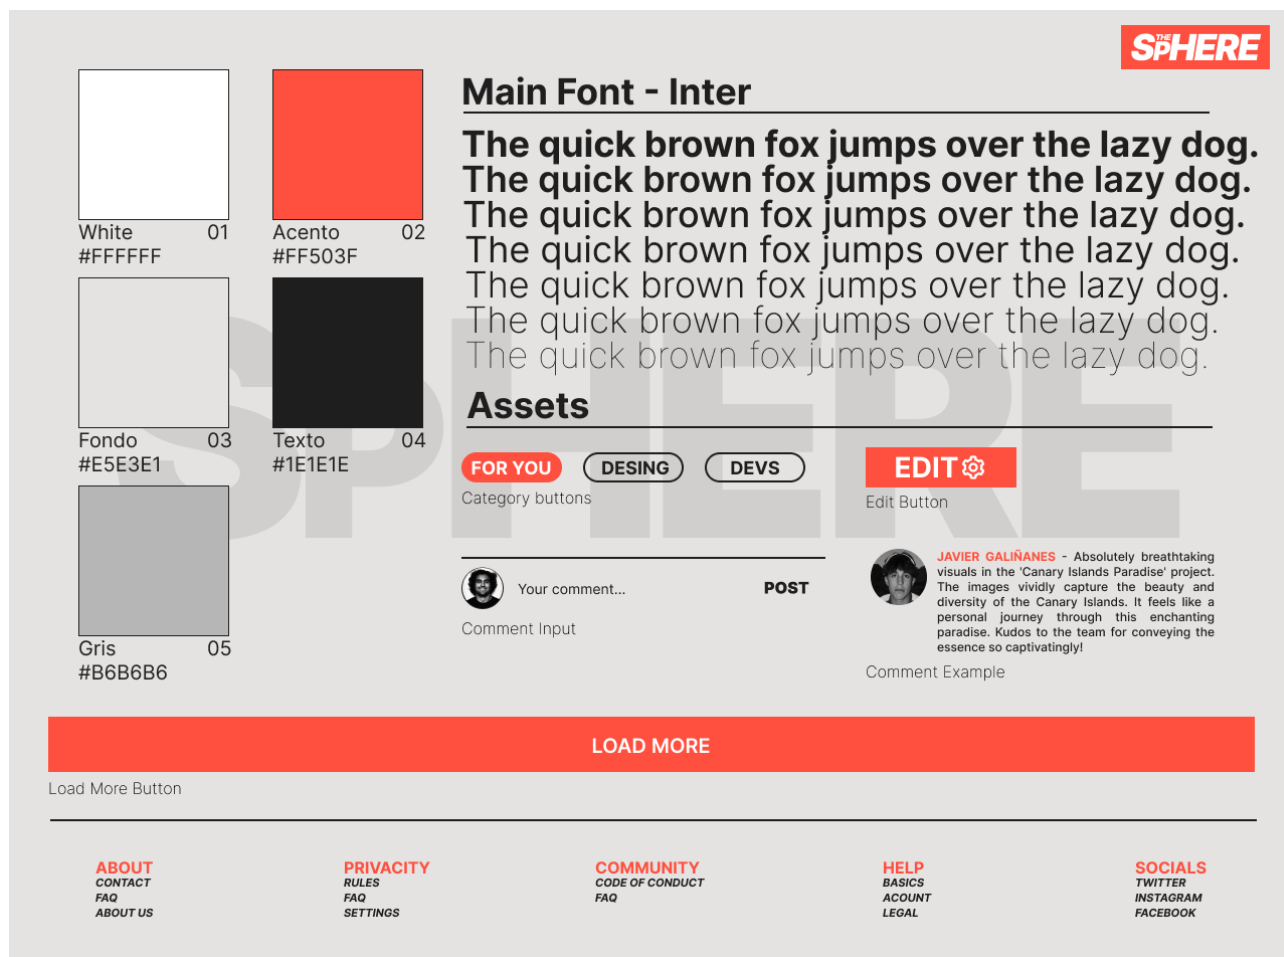 THE
SPHERE
White 01
#FFFFFF
Acento 02
#FF503F
Fondo 03
#E5E3E1
Texto 04
#1E1E1E
Gris 05
#B6B6B6
Main Font - Inter
The quick brown fox jumps over the lazy dog.
The quick brown fox jumps over the lazy dog.
The quick brown fox jumps over the lazy dog.
The quick brown fox jumps over the lazy dog.
The quick brown fox jumps over the lazy dog.
The quick brown fox jumps over the lazy dog.
The quick brown fox jumps over the lazy dog.
SPHERE
Assets
FOR YOU DESING DEVS
Category buttons
EDIT
Edit Button
Your comment... POST
Comment Input
JAVIER GALIÑANES - Absolutely breathtaking
visuals in the 'Canary Islands Paradise' project.
The images vividly capture the beauty and
diversity of the Canary Islands. It feels like a
personal journey through this enchanting
paradise. Kudos to the team for conveying the
essence so captivatingly!
Comment Example
LOAD MORE
Load More Button
ABOUT
CONTACT
FAQ
ABOUT US
PRIVACITY
RULES
FAQ
SETTINGS
COMMUNITY
CODE OF CONDUCT
FAQ
HELP
BASICS
ACOUNT
LEGAL
SOCIALS
TWITTER
INSTAGRAM
FACEBOOK